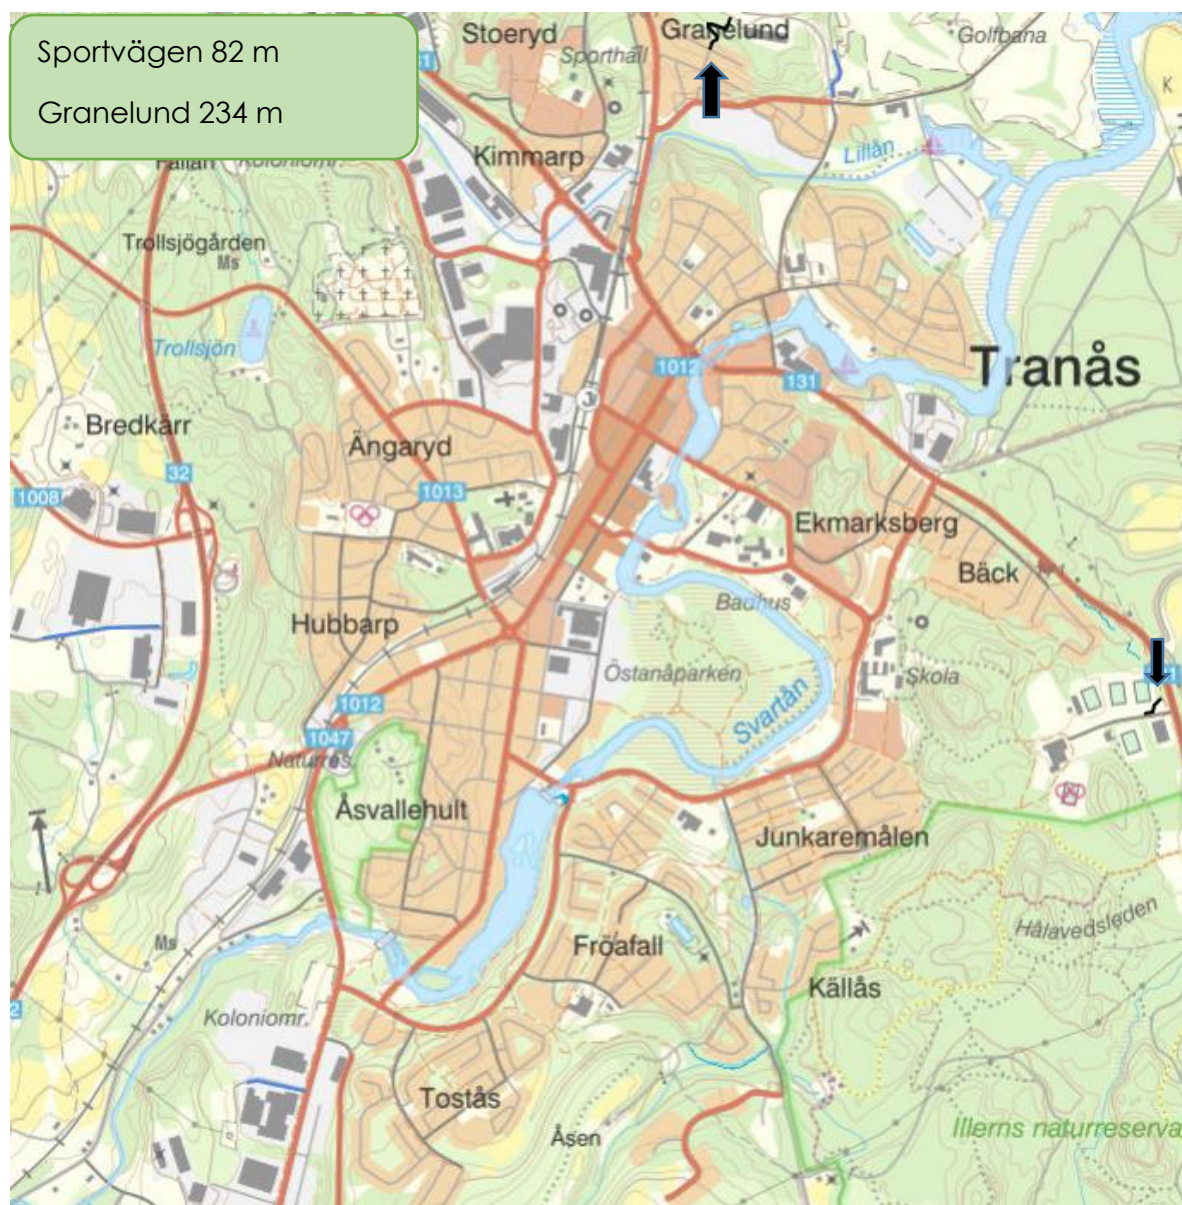 Sportvägen 82 m
Granelund 234 m
Stoeryd
Granelund
Golfbana
Sporthall
K
Kimmarp
Lillån
Koloniomr.
Trollsjögården
Ms
Trollsjön
1012
131
Tranås
Bredkärr
Ängaryd
32
1013
1008
Ekmarksberg
Bäck
Badhus
Hubbarp
Östanåparken
Skola
Svartån
1012
1047
Naturres.
Åsvallehult
Junkaremålen
Hålavedsleden
Ms
Fröafall
Källås
Koloniomr.
Tostås
Åsen
Illerns naturreserva